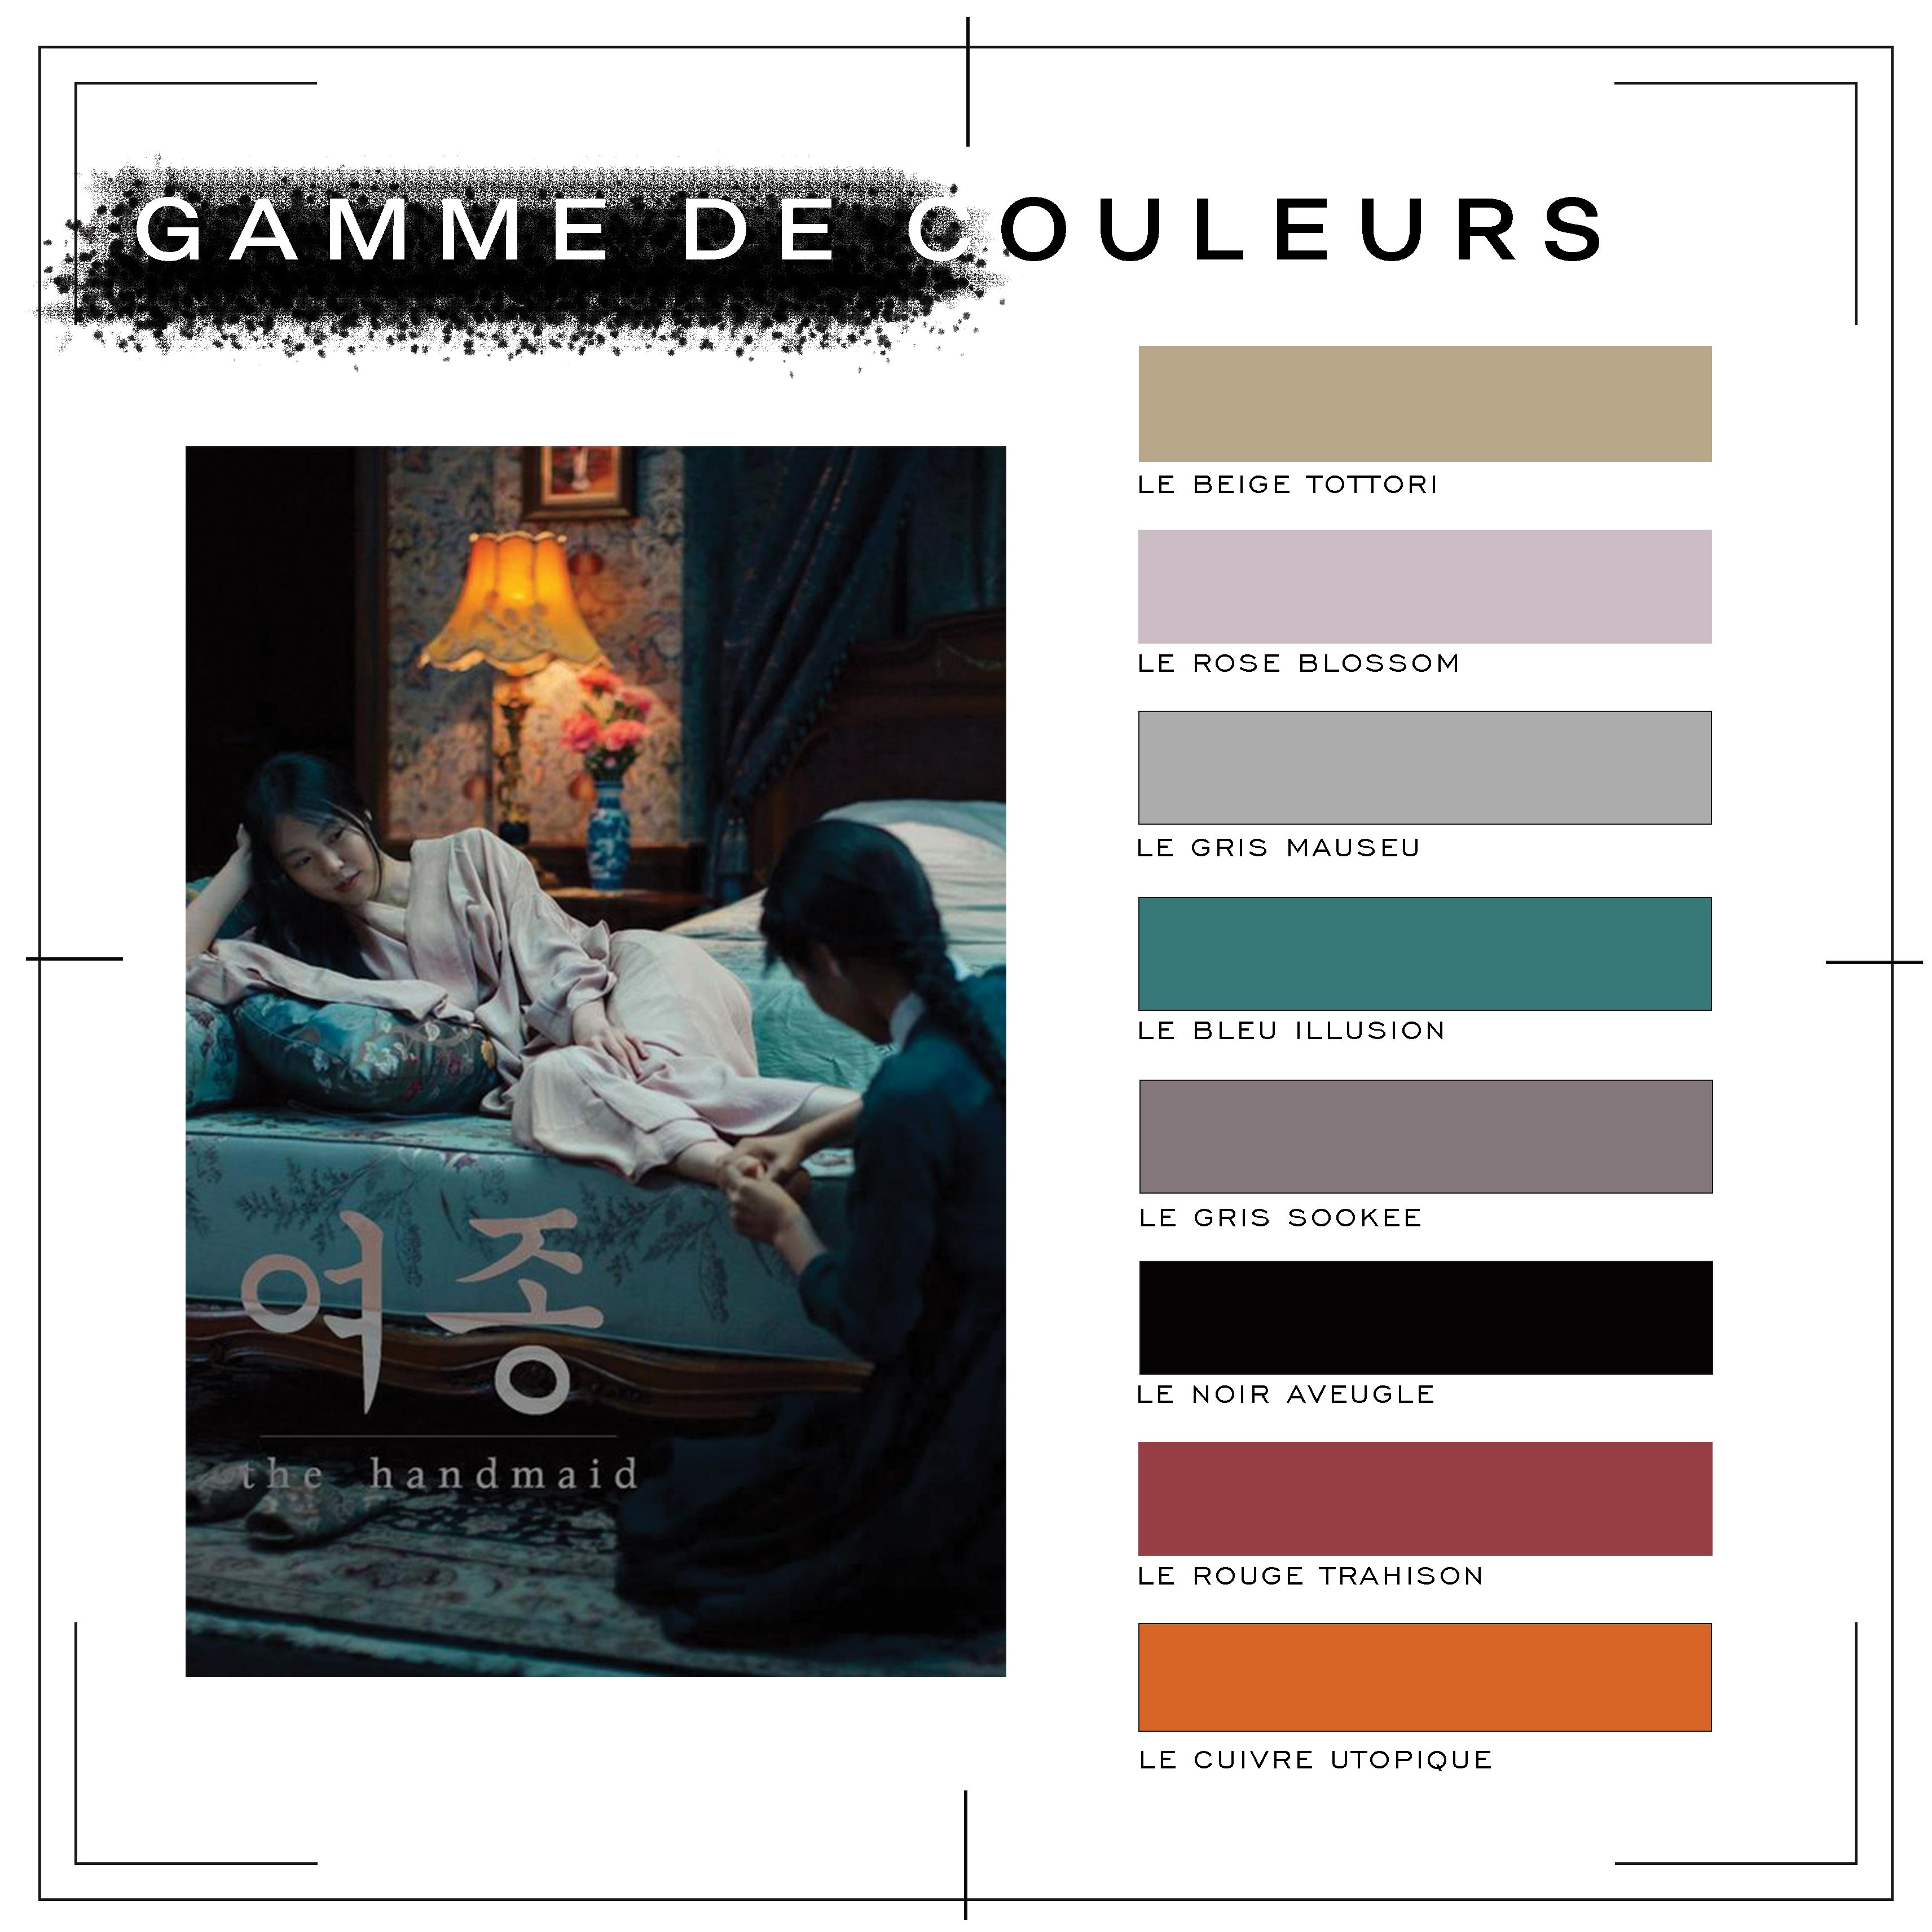 GAMME DE COULEURS
LE BEIGE TOTTORI
LE ROSE BLOSSOM
LE GRIS MAUSEU
LE BLEU ILLUSION
LE GRIS SOOKEE
LE NOIR AVEUGLE
LE ROUGE TRAHISON
LE CUIVRE UTOPIQUE
여종
the handmaid